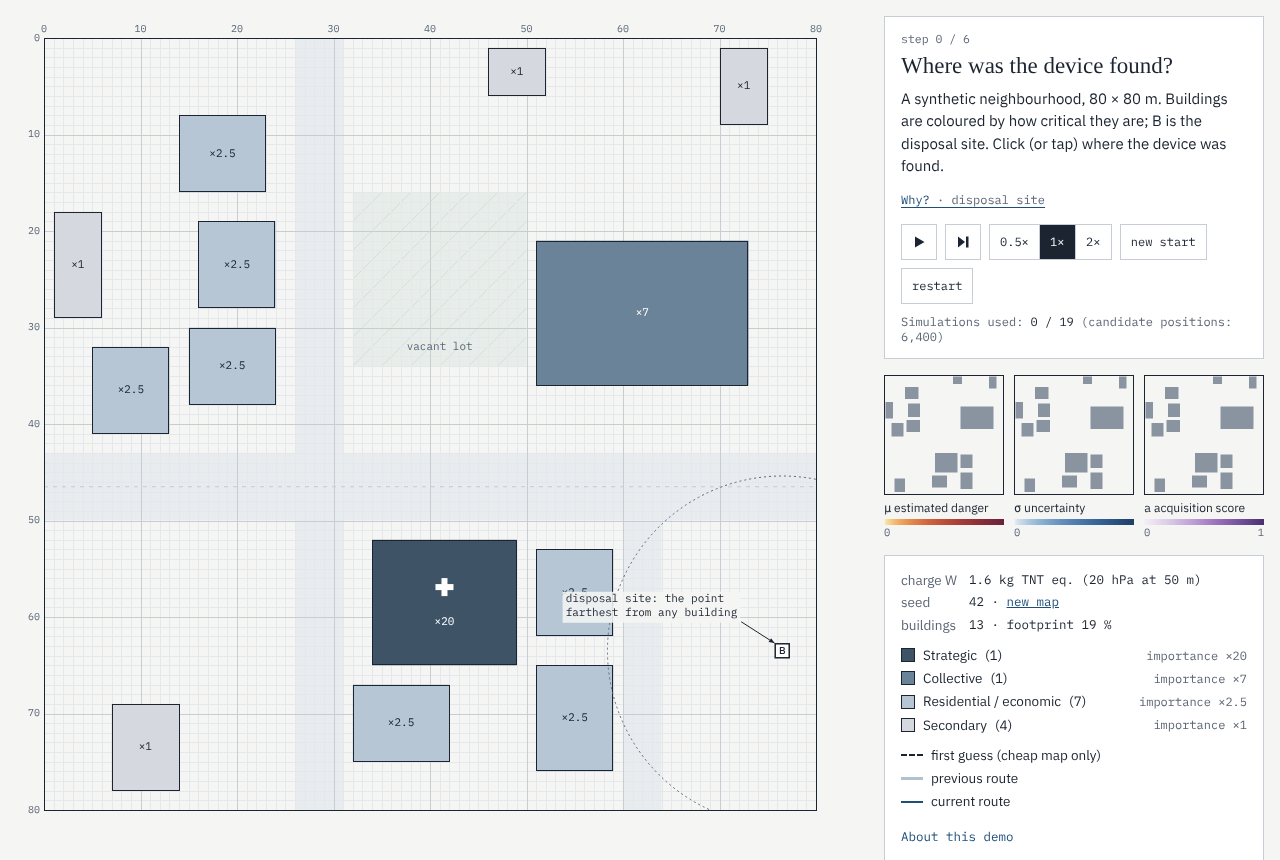 0 10 20 30 40 50 60 70 80
0
10
20
30
40
50
60
70
80
×1
×1
×2.5
×1
×2.5
×7
×2.5
vacant lot
×2.5
×20
disposal site: the point
farthest from any building
B
×2.5
×2.5
×1
step 0 / 6
Where was the device found?
A synthetic neighbourhood, 80 × 80 m. Buildings
are coloured by how critical they are; B is the
disposal site. Click (or tap) where the device was
found.
Why? · disposal site
0.5× 1× 2× new start
restart
Simulations used: 0 / 19 (candidate positions:
6,400)
μ estimated danger σ uncertainty a acquisition score
0 0 0 1
charge W 1.6 kg TNT eq. (20 hPa at 50 m)
seed 42 · new map
buildings 13 · footprint 19 %
Strategic (1) importance ×20
Collective (1) importance ×7
Residential / economic (7) importance ×2.5
Secondary (4) importance ×1
first guess (cheap map only)
previous route
current route
About this demo